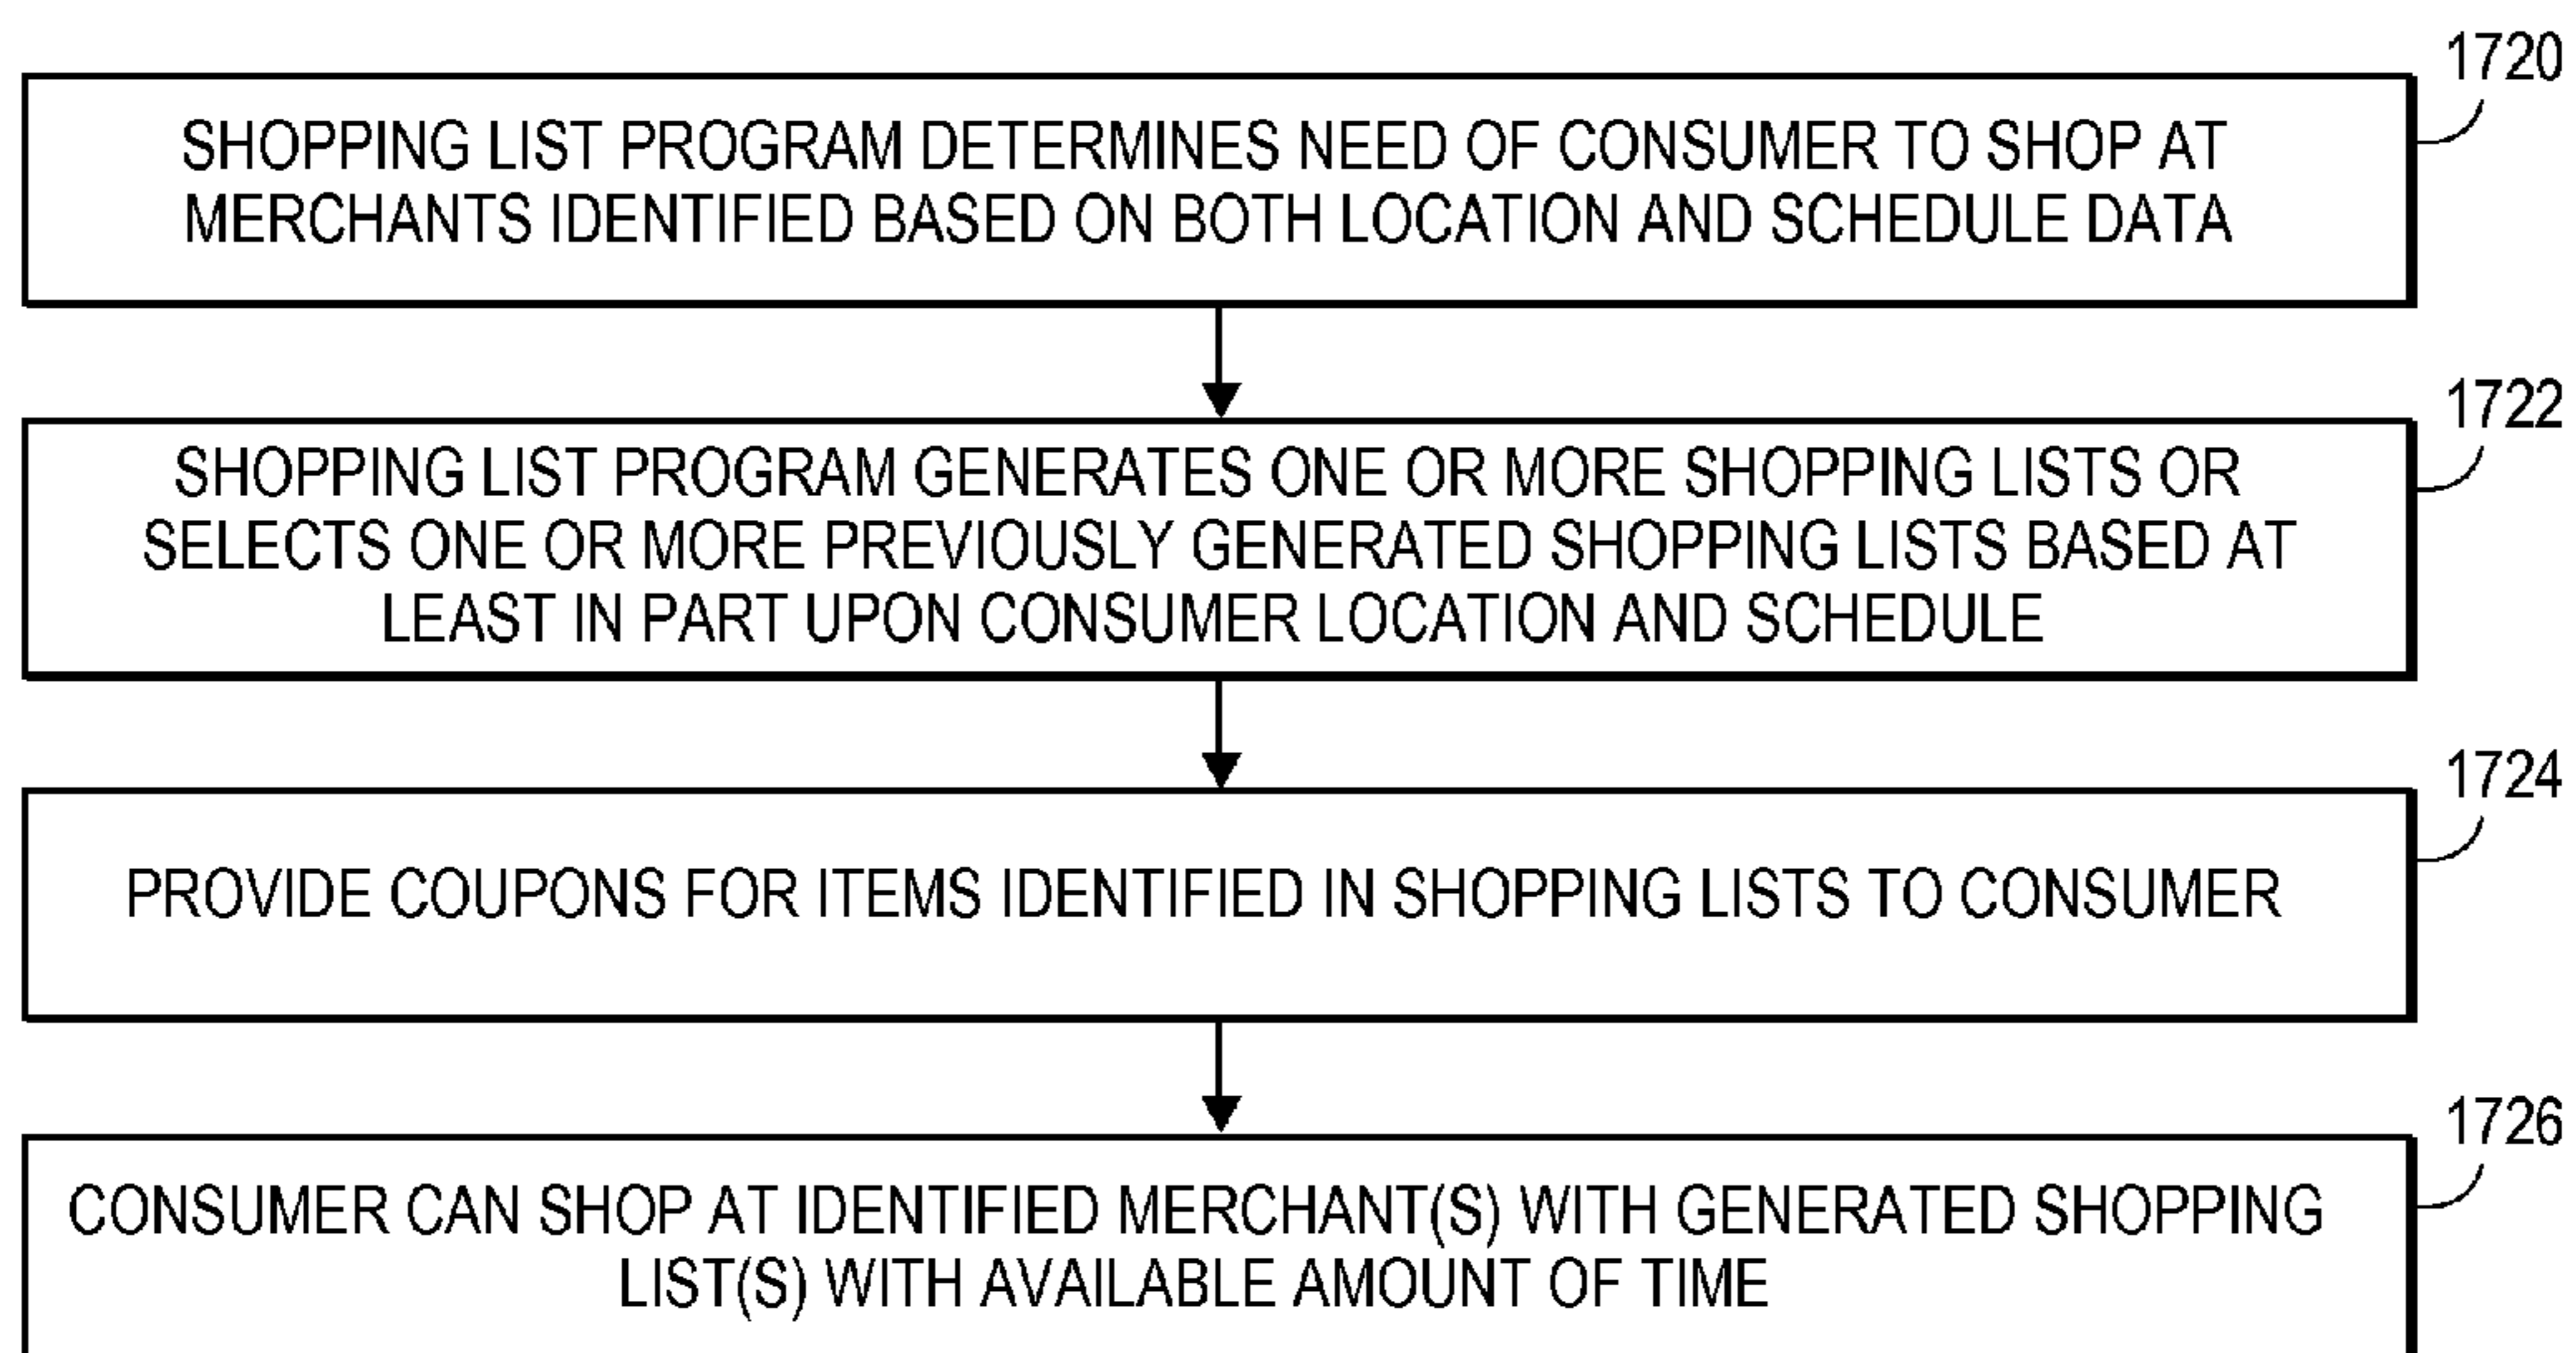 1720
SHOPPING LIST PROGRAM DETERMINES NEED OF CONSUMER TO SHOP AT
MERCHANTS IDENTIFIED BASED ON BOTH LOCATION AND SCHEDULE DATA
1722
SHOPPING LIST PROGRAM GENERATES ONE OR MORE SHOPPING LISTS OR
SELECTS ONE OR MORE PREVIOUSLY GENERATED SHOPPING LISTS BASED AT
LEAST IN PART UPON CONSUMER LOCATION AND SCHEDULE
1724
PROVIDE COUPONS FOR ITEMS IDENTIFIED IN SHOPPING LISTS TO CONSUMER
1726
CONSUMER CAN SHOP AT IDENTIFIED MERCHANT(S) WITH GENERATED SHOPPING
LIST(S) WITH AVAILABLE AMOUNT OF TIME